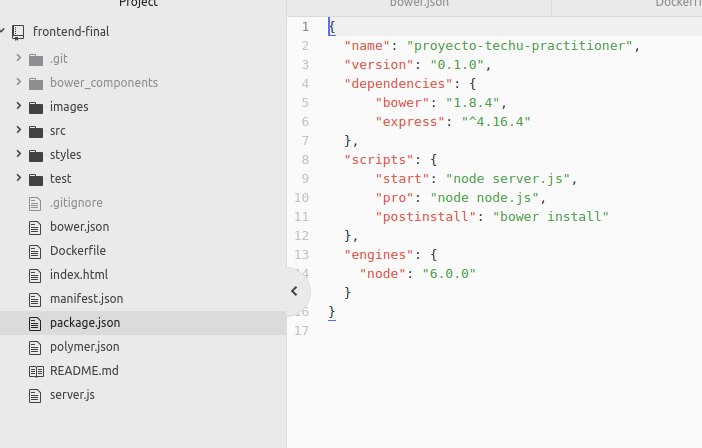 Project
frontend-final
.git
bower_components
images
src
styles
test
.gitignore
bower.json
Dockerfile
index.html
manifest.json
package.json
polymer.json
README.md
server.js
bower.json
1 {
2 "name": "proyecto-techu-practitioner",
3 "version": "0.1.0",
4 "dependencies": {
5 "bower": "1.8.4",
6 "express": "^4.16.4"
7 },
8 "scripts": {
9 "start": "node server.js",
10 "pro": "node node.js",
11 "postinstall": "bower install"
12 },
13 "engines": {
14 "node": "6.0.0"
}
16 }
17